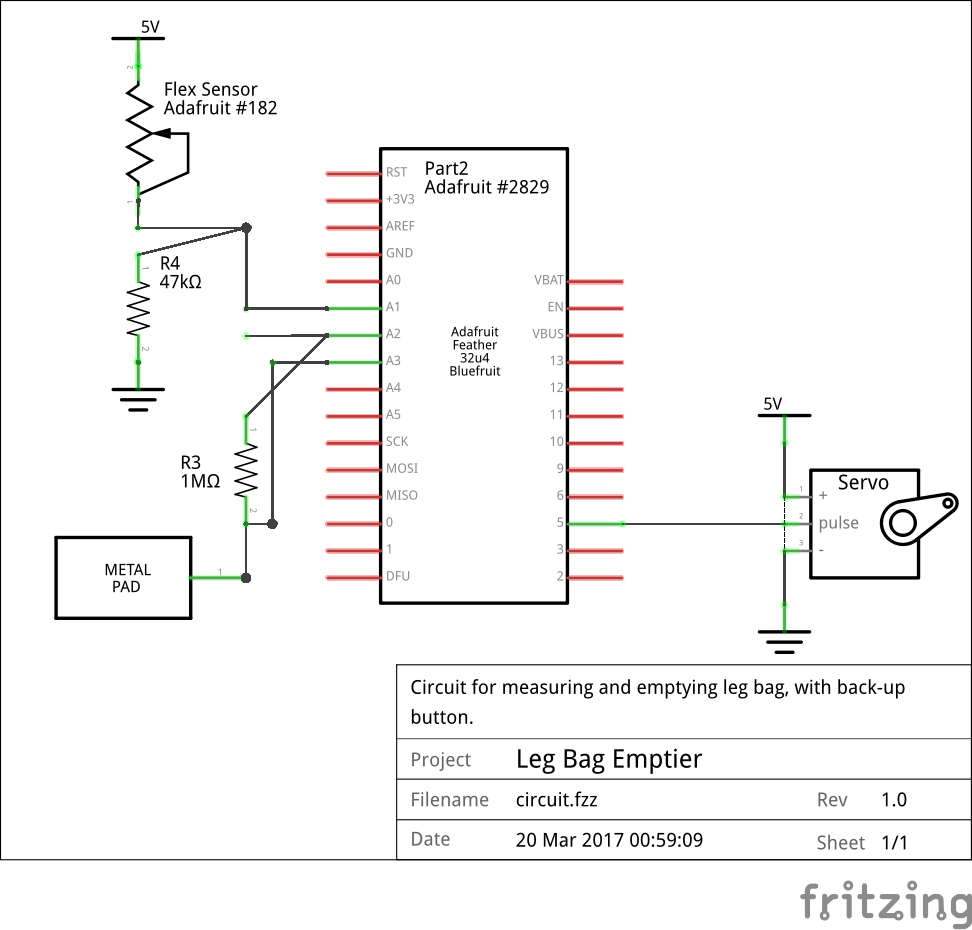 5V
2
Flex Sensor
Adafruit #182
1
R4
47kΩ
1
2
Part2
Adafruit #2829
RST
+3V3
AREF
GND
A0
A1
A2
A3
A4
A5
SCK
MOSI
MISO
0
1
DFU
Adafruit
Feather
32u4
Bluefruit
VBAT
EN
VBUS
13
12
11
10
9
6
5
3
2
R3
1MΩ
1
2
METAL
PAD
1
5V
Servo
1 +
2 pulse
3 -
Circuit for measuring and emptying leg bag, with back-up
button.
Project Leg Bag Emptier
Filename circuit.fzz Rev 1.0
Date 20 Mar 2017 00:59:09 Sheet 1/1
fritzing